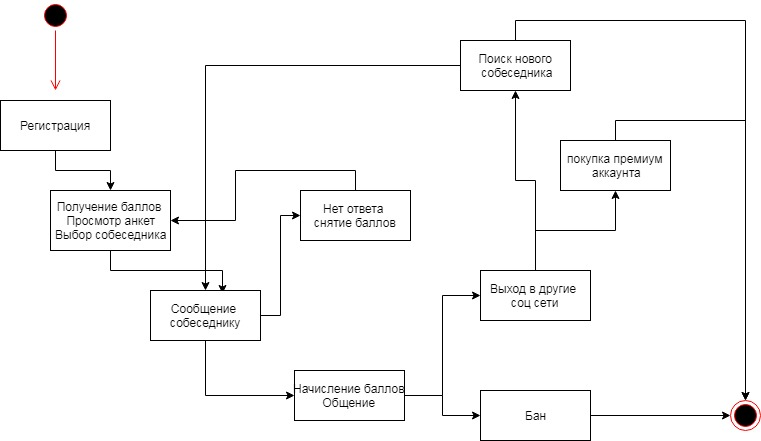 Поиск нового
собеседника
Регистрация
покупка премиум
аккаунта
Получение баллов
Просмотр анкет
Выбор собеседника
Нет ответа
снятие баллов
Сообщение
собеседнику
Выход в другие
соц сети
Начисление баллов
Общение
Бан